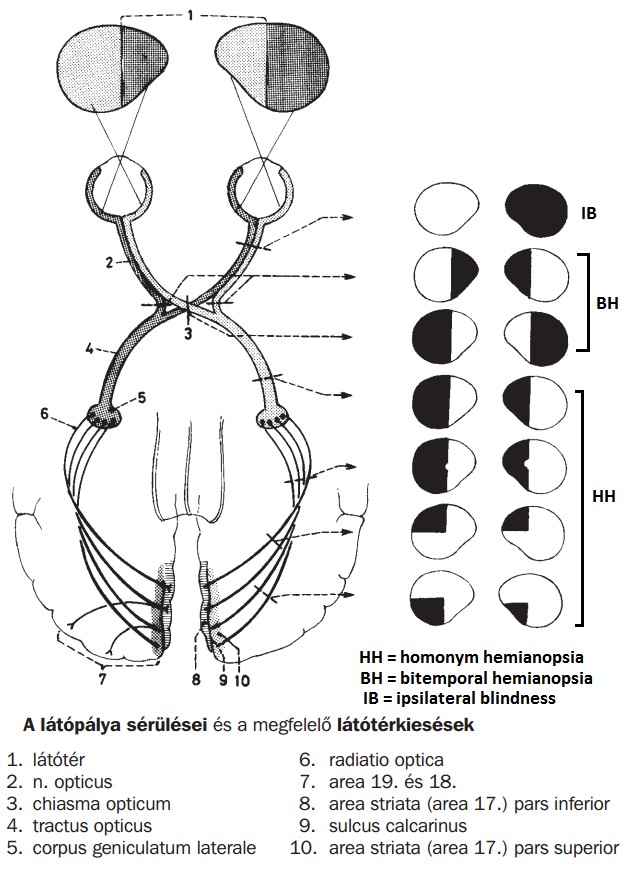 1
IB
2
BH
3
4
5
6
HH
7
8
9
10
HH = homonym hemianopsia
BH = bitemporal hemianopsia
IB = ipsilateral blindness
A látópálya sérülései és a megfelelő látótérkiesések
1. látótér
2. n. opticus
3. chiasma opticum
4. tractus opticus
5. corpus geniculatum laterale
6. radiatio optica
7. area 19. és 18.
8. area striata (area 17.) pars inferior
9. sulcus calcarinus
10. area striata (area 17.) pars superior